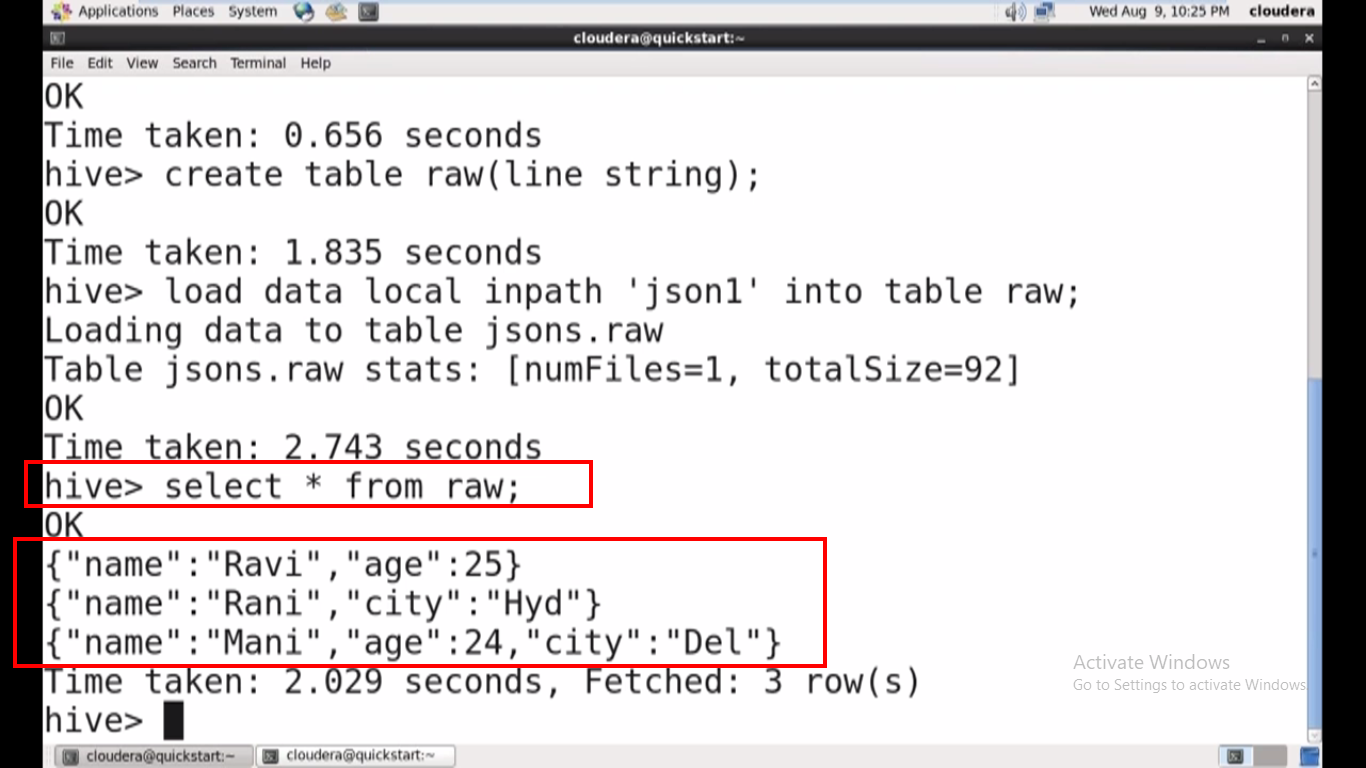 Applications Places System Wed Aug 9, 10:25 PM cloudera
cloudera@quickstart:~
File Edit View Search Terminal Help
OK
Time taken: 0.656 seconds
hive> create table raw(line string);
OK
Time taken: 1.835 seconds
hive> load data local inpath 'json1' into table raw;
Loading data to table jsons.raw
Table jsons.raw stats: [numFiles=1, totalSize=92]
OK
Time taken: 2.743 seconds
hive> select * from raw;
OK
{"name":"Ravi","age":25}
{"name":"Rani","city":"Hyd"}
{"name":"Mani","age":24,"city":"Del"}
Time taken: 2.029 seconds, Fetched: 3 row(s)
hive>
Activate Windows
Go to Settings to activate Windows.
cloudera@quickstart:~ cloudera@quickstart:~